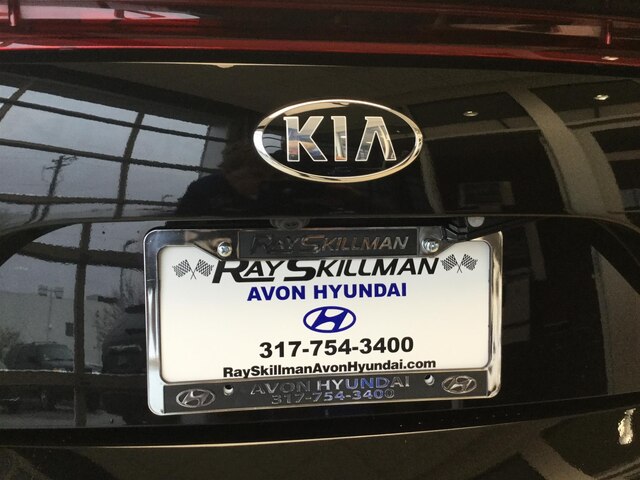 KIA
RAY SKILLMAN
RAY SKILLMAN
AVON HYUNDAI
317-754-3400
RaySkillmanAvonHyundai.com
AVON HYUNDAI
317-754-3400